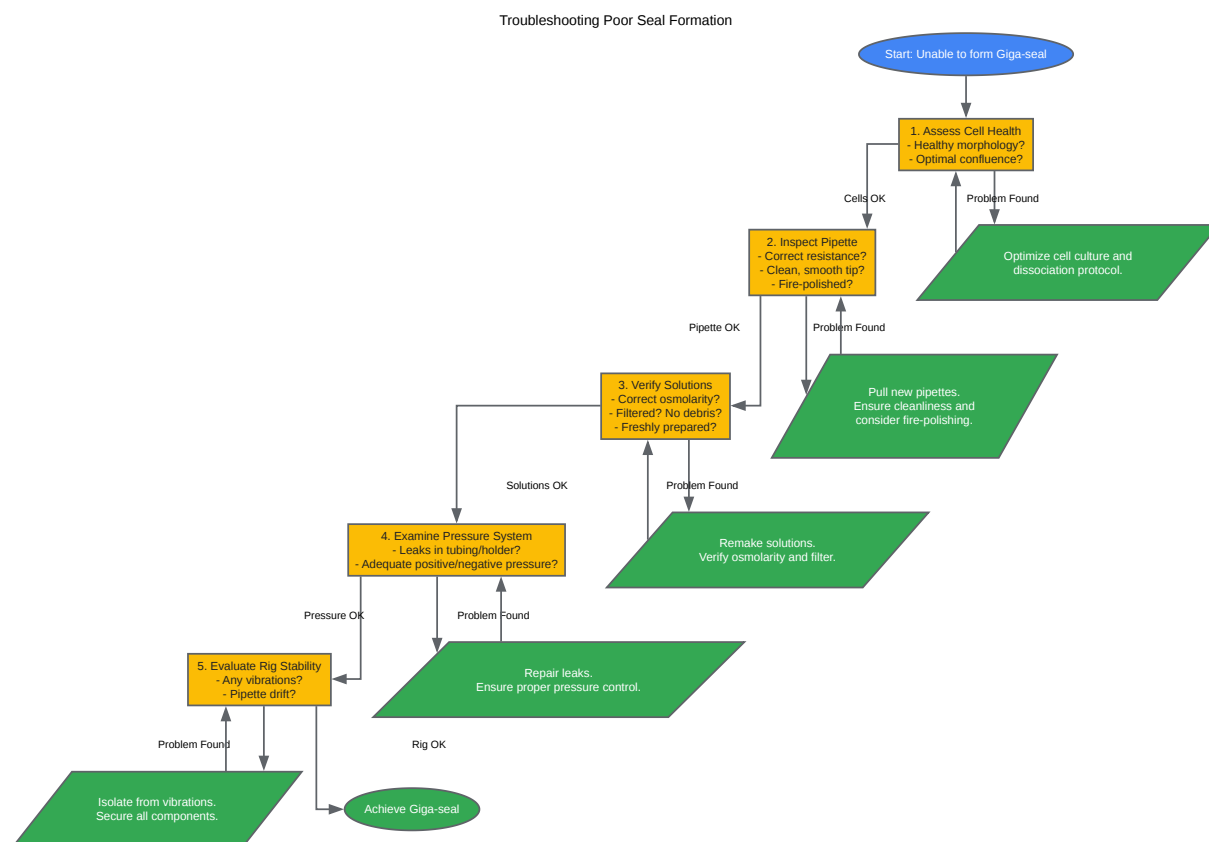 Troubleshooting Poor Seal Formation
Start: Unable to form Giga-seal
1. Assess Cell Health
- Healthy morphology?
- Optimal confluence?
Cells OK
Problem Found
2. Inspect Pipette
- Correct resistance?
- Clean, smooth tip?
- Fire-polished?
Optimize cell culture and
dissociation protocol.
Pipette OK
Problem Found
3. Verify Solutions
- Correct osmolarity?
- Filtered? No debris?
- Freshly prepared?
Pull new pipettes.
Ensure cleanliness and
consider fire-polishing.
Solutions OK
Problem Found
4. Examine Pressure System
- Leaks in tubing/holder?
- Adequate positive/negative pressure?
Remake solutions.
Verify osmolarity and filter.
Pressure OK
Problem Found
5. Evaluate Rig Stability
- Any vibrations?
- Pipette drift?
Repair leaks.
Ensure proper pressure control.
Problem Found
Rig OK
Isolate from vibrations.
Secure all components.
Achieve Giga-seal